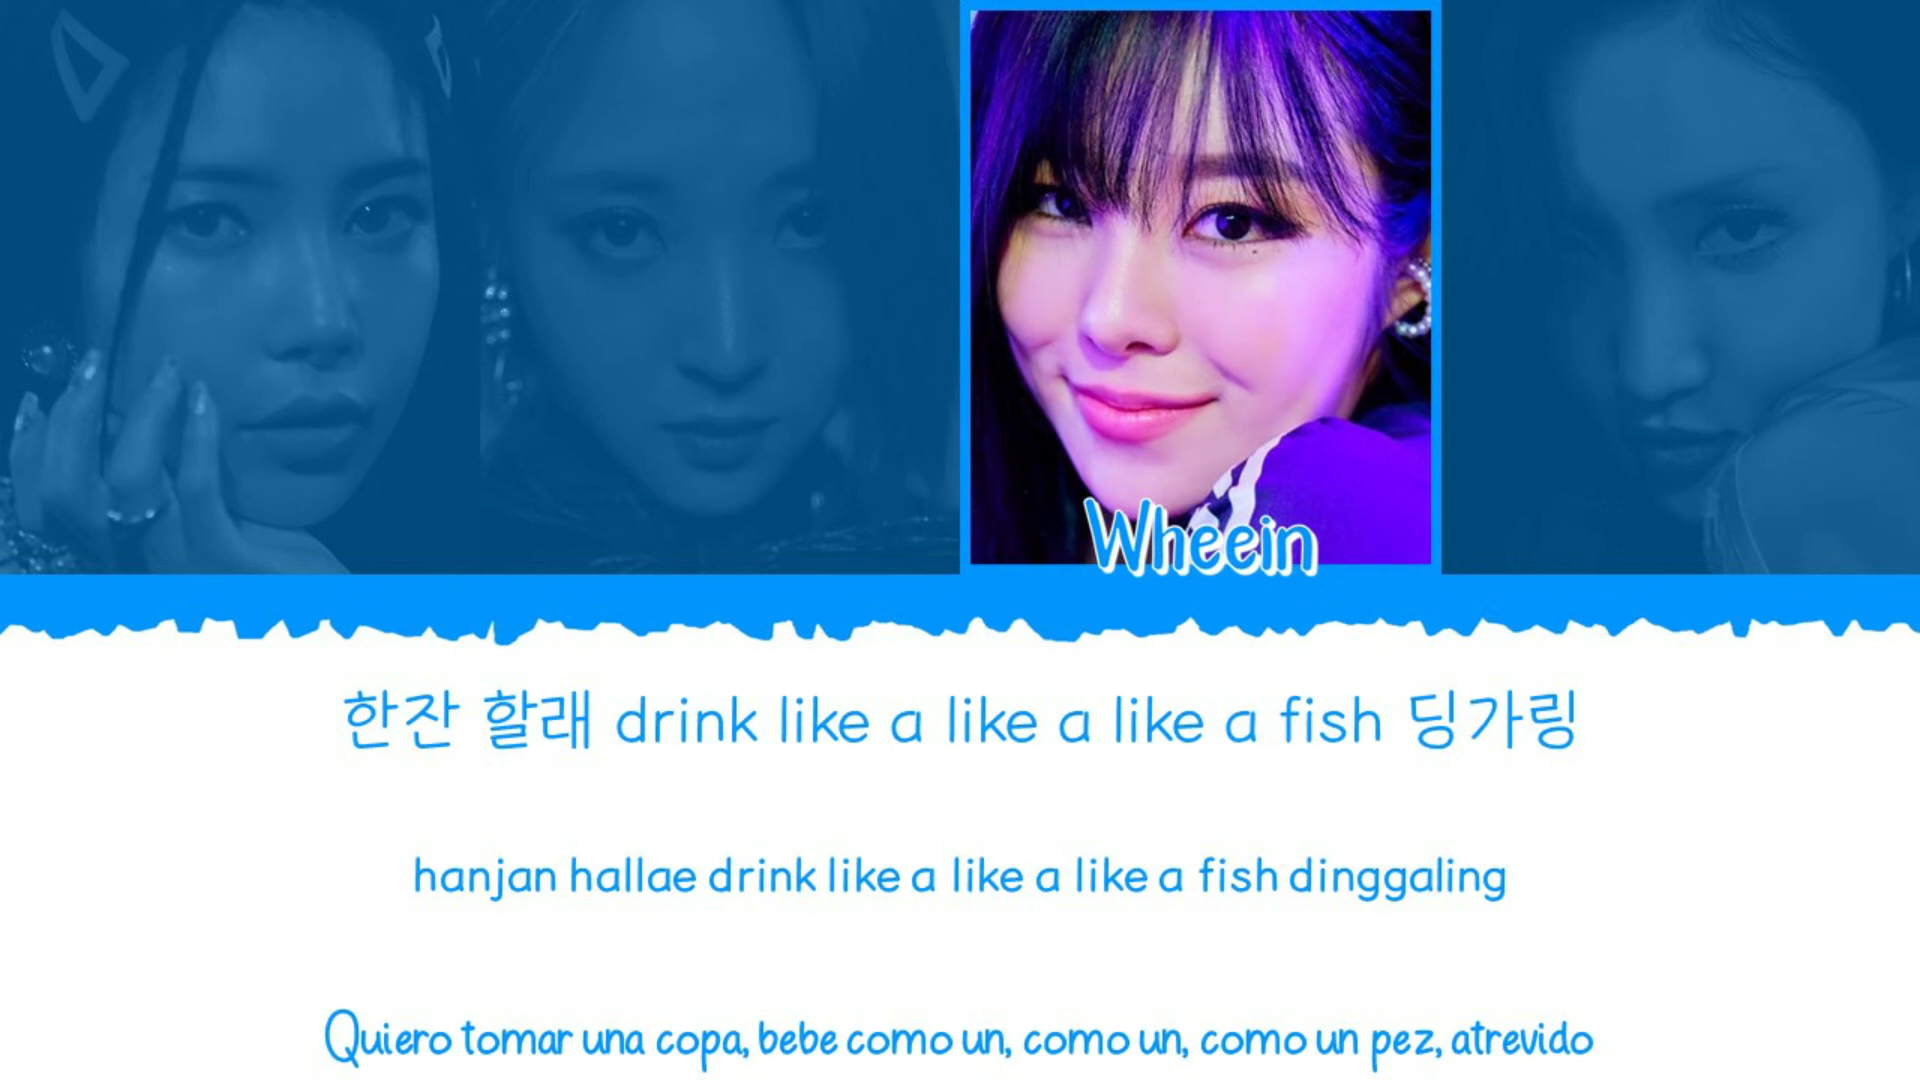 Wheein
한잔 할래 drink like a like a like a fish 딩가링
hanjan hallae drink like a like a like a fish dinggaling
Quiero tomar una copa, bebe como un, como un, como un pez, atrevido